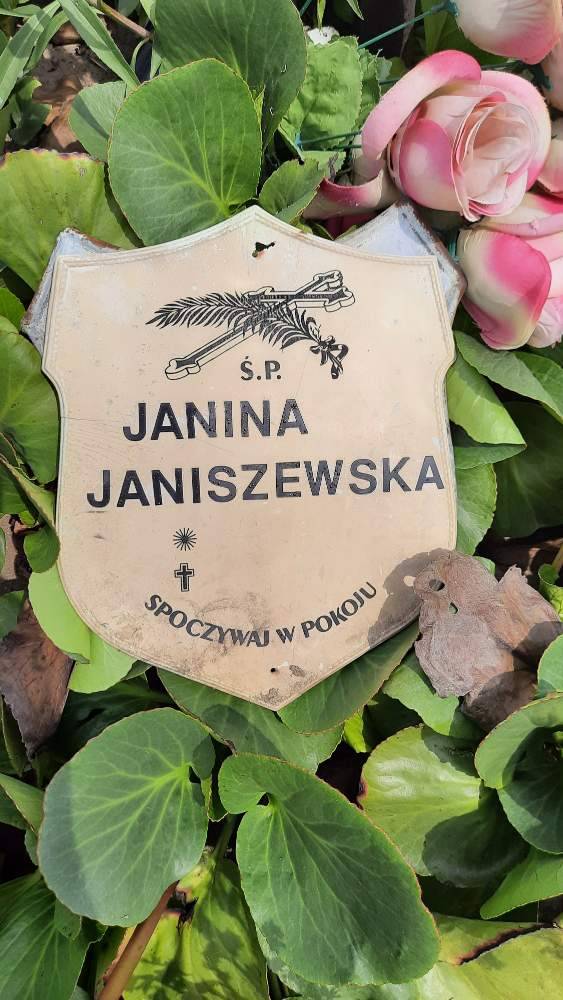 Ś.P.
JANINA
JANISZEWSKA
SPOCZYWAJ W POKOJU